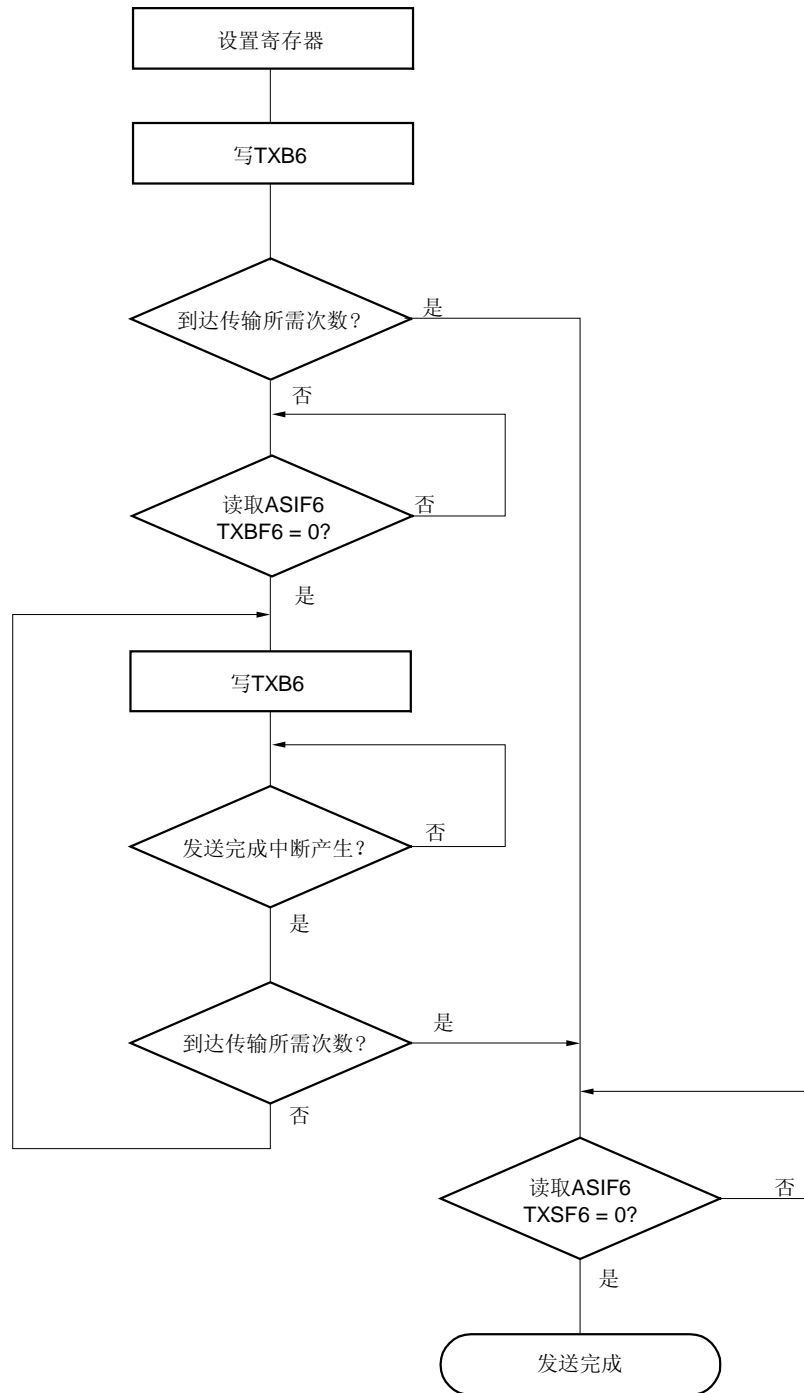 设置寄存器
写TXB6
到达传输所需次数?
是
否
读取ASIF6
TXBF6 = 0?
否
是
写TXB6
发送完成中断产生?
否
是
到达传输所需次数?
是
否
读取ASIF6
TXSF6 = 0?
否
是
发送完成